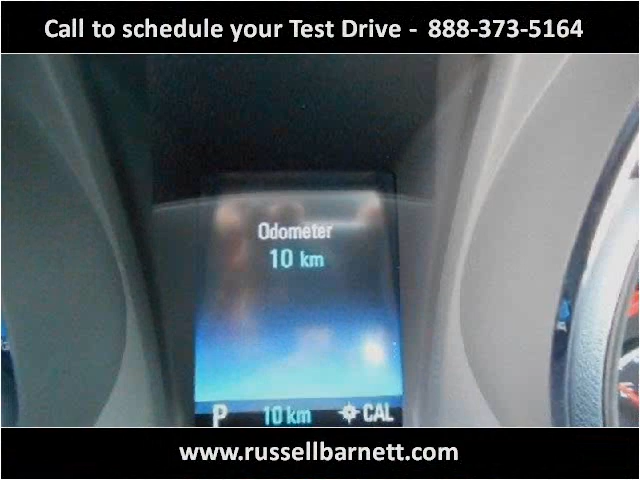 Call to schedule your Test Drive - 888-373-5164
Odometer
10 km
P 10 km CAL
www.russellbarnett.com